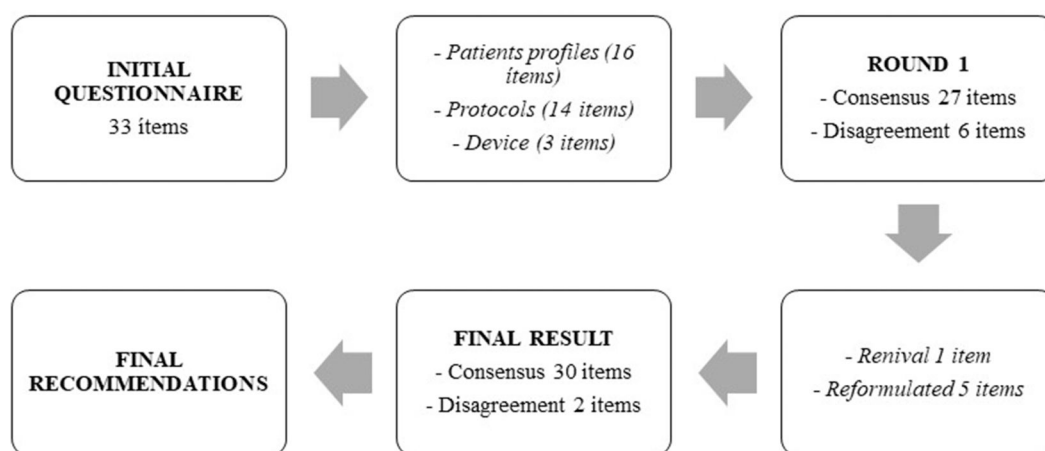 INITIAL
QUESTIONNAIRE
33 ítems
- Patients profiles (16
ítems)
- Protocols (14 items)
- Device (3 items)
ROUND 1
- Consensus 27 items
- Disagreement 6 items
- Renival 1 item
- Reformulated 5 items
FINAL RESULT
- Consensus 30 items
- Disagreement 2 items
FINAL
RECOMMENDATIONS